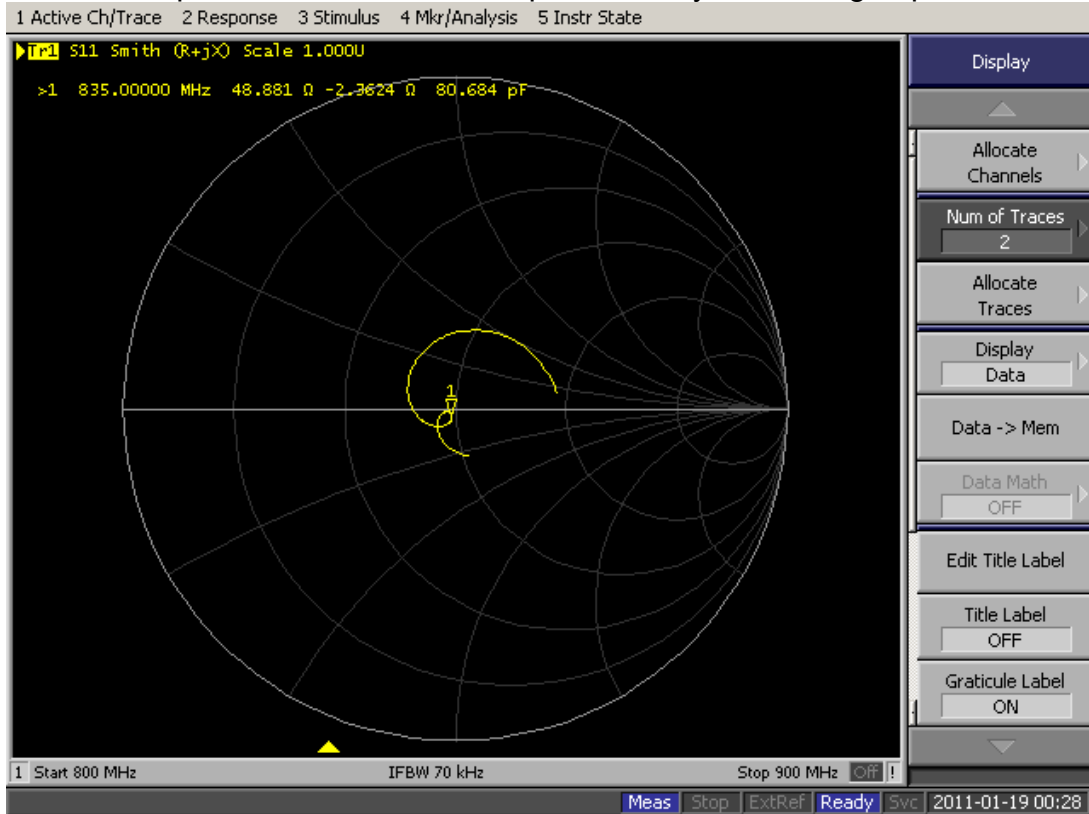 1 Active Ch/Trace 2 Response 3 Stimulus 4 Mkr/Analysis 5 Instr State
Tr1 S11 Smith (R+jX) Scale 1.000U
>1 835.00000 MHz 48.881 Ω -2.3624 Ω 80.684 pF
1
Display
Allocate
Channels
Num of Traces
2
Allocate
Traces
Display
Data
Data -> Mem
Data Math
OFF
Edit Title Label
Title Label
OFF
Graticule Label
ON
1 Start 800 MHz IFBW 70 kHz Stop 900 MHz Off !
Meas Stop ExtRef Ready Svc 2011-01-19 00:28